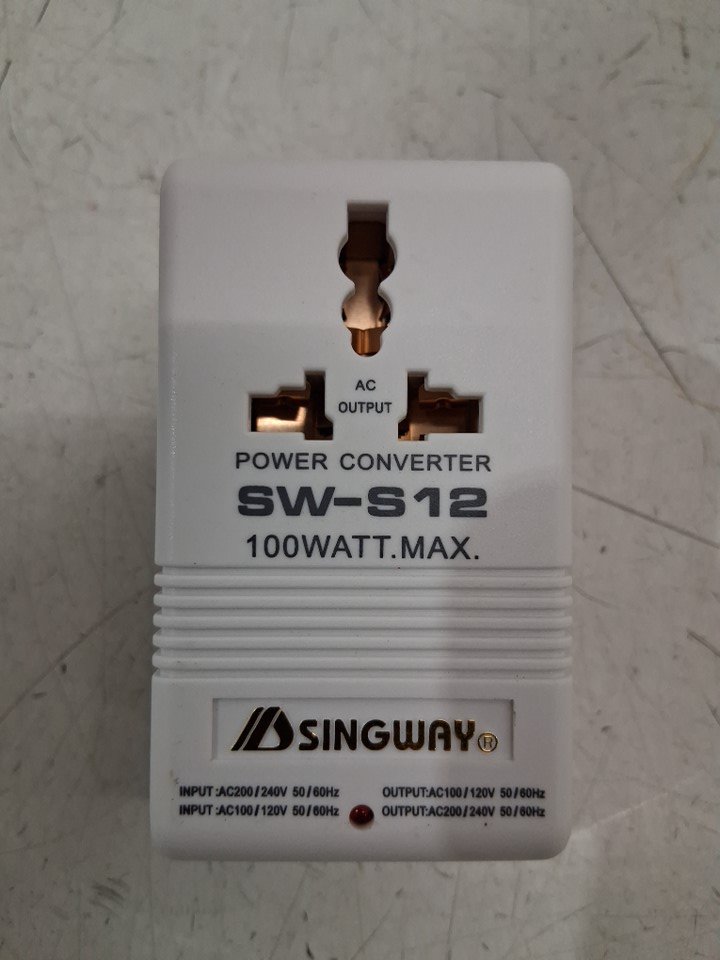 AC
OUTPUT
POWER CONVERTER
SW-S12
100WATT.MAX.
SINGWAY®
INPUT:AC200/240V 50/60Hz OUTPUT:AC100/120V 50/60Hz
INPUT:AC100/120V 50/60Hz OUTPUT:AC200/240V 50/60Hz